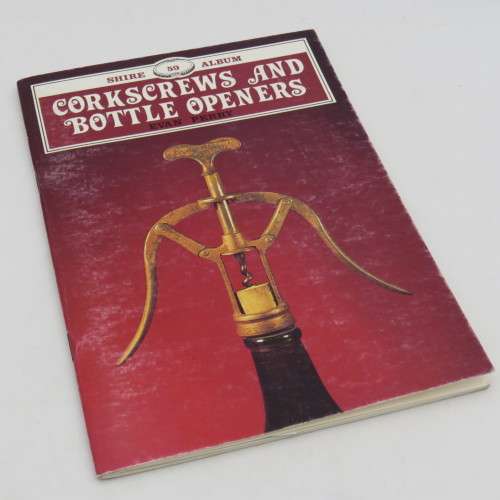 SHIRE 59 ALBUM
CORKSCREWS AND
BOTTLE OPENERS
EVAN PERRY